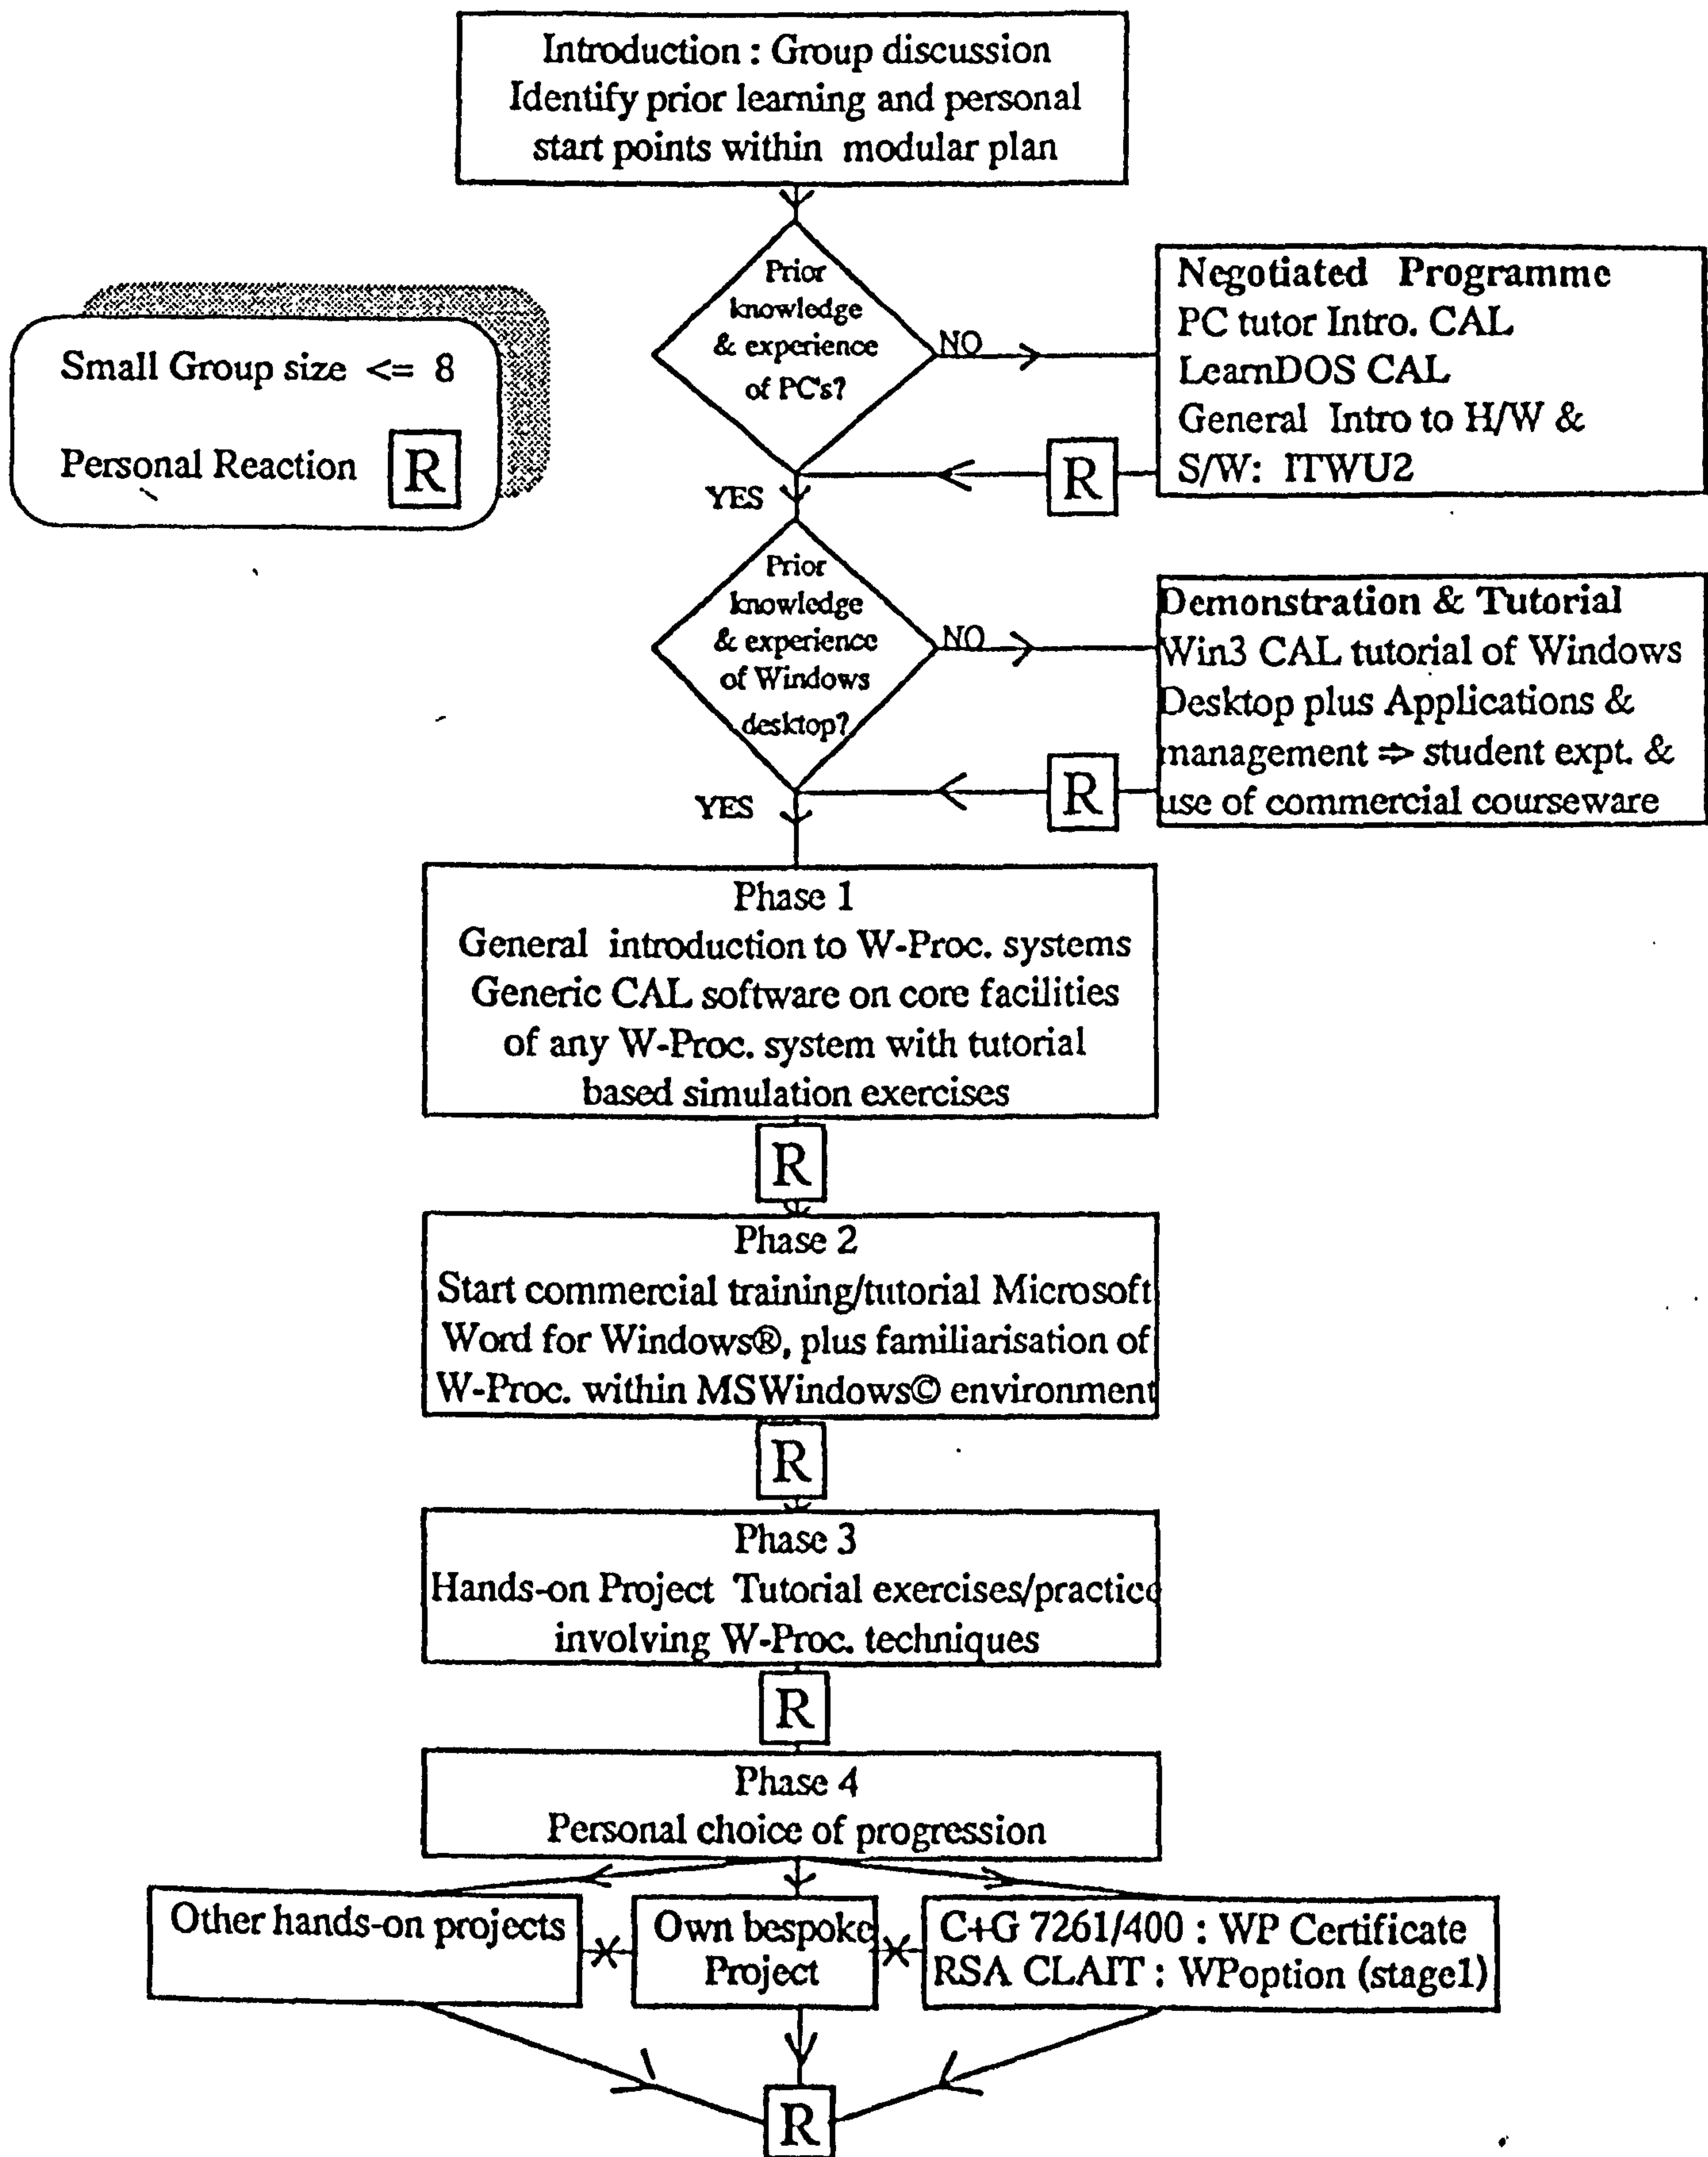 Introduction : Group discussion
Identify prior learning and personal
start points within modular plan
Small Group size <= 8
Personal Reaction R
Prior
knowledge
& experience
of PC's?
NO
Negotiated Programme
PC tutor Intro. CAL
LearnDOS CAL
General Intro to H/W &
S/W: ITWU2
R
YES
Prior
knowledge
& experience
of Windows
desktop?
NO
Demonstration & Tutorial
Win3 CAL tutorial of Windows
Desktop plus Applications &
management => student expt. &
use of commercial courseware
R
YES
Phase 1
General introduction to W-Proc. systems
Generic CAL software on core facilities
of any W-Proc. system with tutorial
based simulation exercises
R
Phase 2
Start commercial training/tutorial Microsoft
Word for Windows®, plus familiarisation of
W-Proc. within MSWindows© environment
R
Phase 3
Hands-on Project Tutorial exercises/practice
involving W-Proc. techniques
R
Phase 4
Personal choice of progression
Other hands-on projects
Own bespoke
Project
C+G 7261/400 : WP Certificate
RSA CLAIT : WPoption (stage1)
R